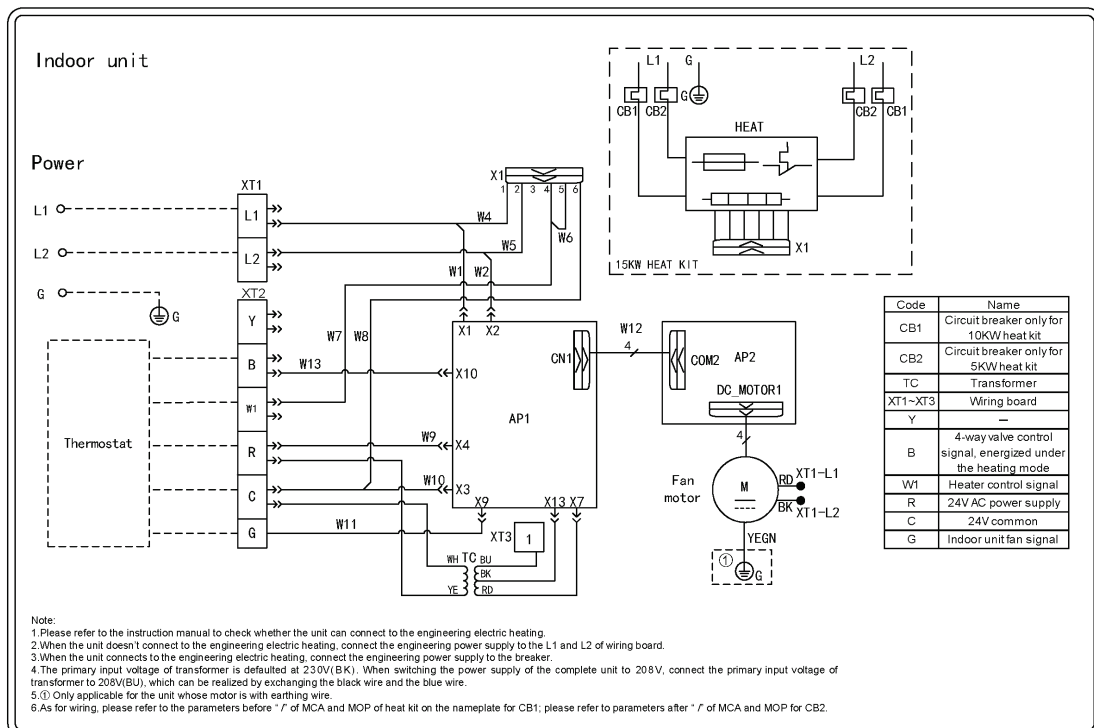 Indoor unit
Power
XT1
L1
L2
G
L1
L2
G
XT2
Y
B
W1
R
C
G
Thermostat
X1
1 2 3 4 5 6
W4
W5
W6
W1
W2
W7
W8
W13
W9
W10
W11
X1
X2
X10
X4
X3
X9
X13
X7
AP1
CN1
W12
4
COM2
AP2
DC_MOTOR1
4
Fan
motor
M
RD
XT1-L1
BK
XT1-L2
YEGN
①
G
XT3
1
WH
TC
BU
BK
YE
RD
L1
G
L2
G
CB1
CB2
CB2
CB1
HEAT
X1
15KW HEAT KIT
Code Name
CB1 Circuit breaker only for
10KW heat kit
CB2 Circuit breaker only for
5KW heat kit
TC Transformer
XT1~XT3 Wiring board
Y —
B 4-way valve control
signal, energized under
the heating mode
W1 Heater control signal
R 24V AC power supply
C 24V common
G Indoor unit fan signal
Note:
1.Please refer to the instruction manual to check whether the unit can connect to the engineering electric heating.
2.When the unit doesn't connect to the engineering electric heating, connect the engineering power supply to the L1 and L2 of wiring board.
3.When the unit connects to the engineering electric heating, connect the engineering power supply to the breaker.
4.The primary input voltage of transformer is defaulted at 230V(BK). When switching the power supply of the complete unit to 208V, connect the primary input voltage of
transformer to 208V(BU), which can be realized by exchanging the black wire and the blue wire.
5.① Only applicable for the unit whose motor is with earthing wire.
6.As for wiring, please refer to the parameters before "/" of MCA and MOP of heat kit on the nameplate for CB1; please refer to parameters after "/" of MCA and MOP for CB2.